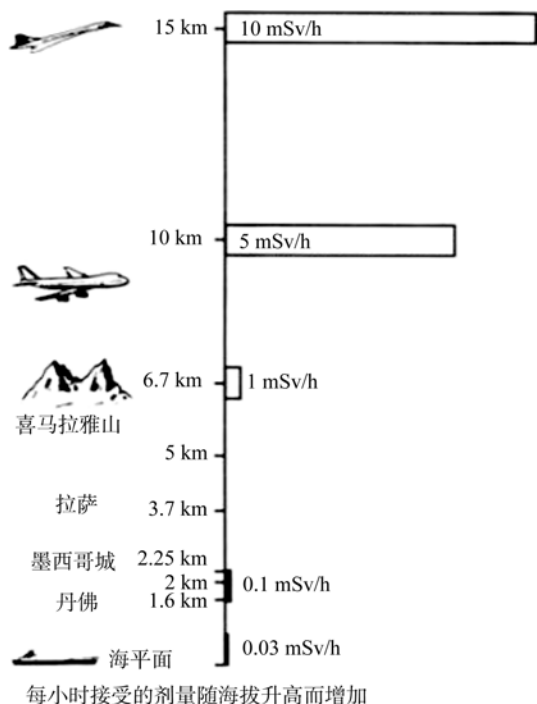 15 km 10 mSv/h
10 km 5 mSv/h
6.7 km 1 mSv/h
喜马拉雅山
5 km
拉萨 3.7 km
墨西哥城 2.25 km
2 km 0.1 mSv/h
丹佛 1.6 km
海平面 0.03 mSv/h
每小时接受的剂量随海拔升高而增加